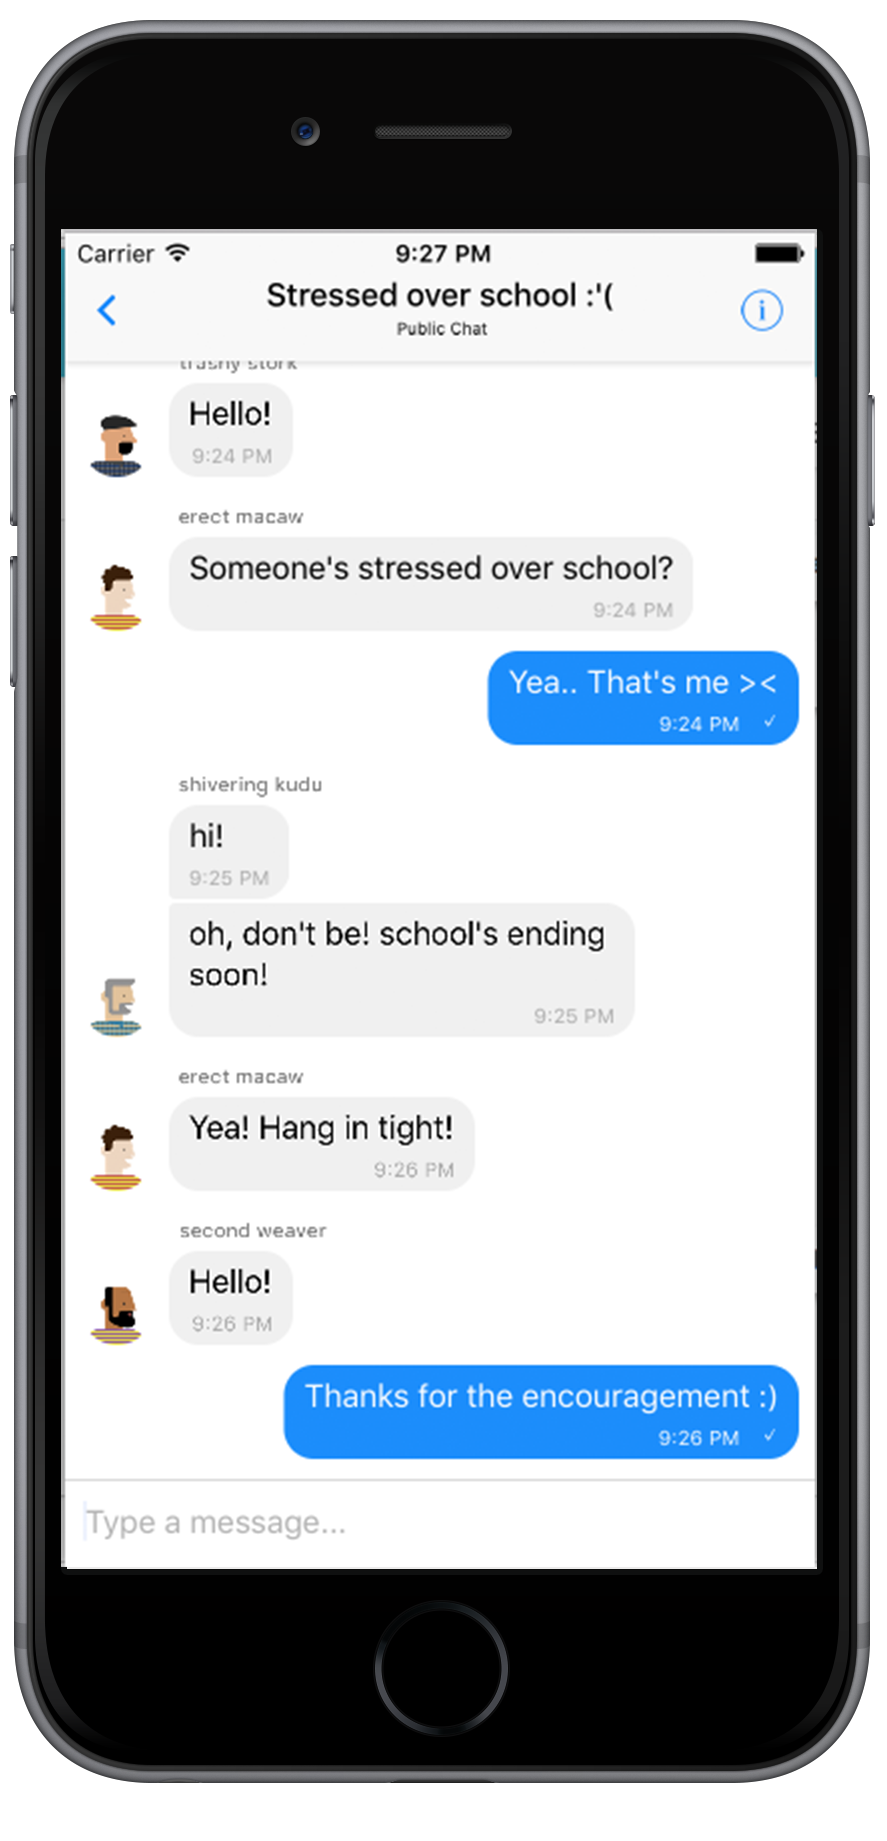 Carrier
9:27 PM
Stressed over school :'(
Public Chat
trashy stork
Hello!
9:24 PM
erect macaw
Someone's stressed over school?
9:24 PM
Yea.. That's me ><
9:24 PM ✓
shivering kudu
hi!
9:25 PM
oh, don't be! school's ending
soon!
9:25 PM
erect macaw
Yea! Hang in tight!
9:26 PM
second weaver
Hello!
9:26 PM
Thanks for the encouragement :)
9:26 PM ✓
Type a message...